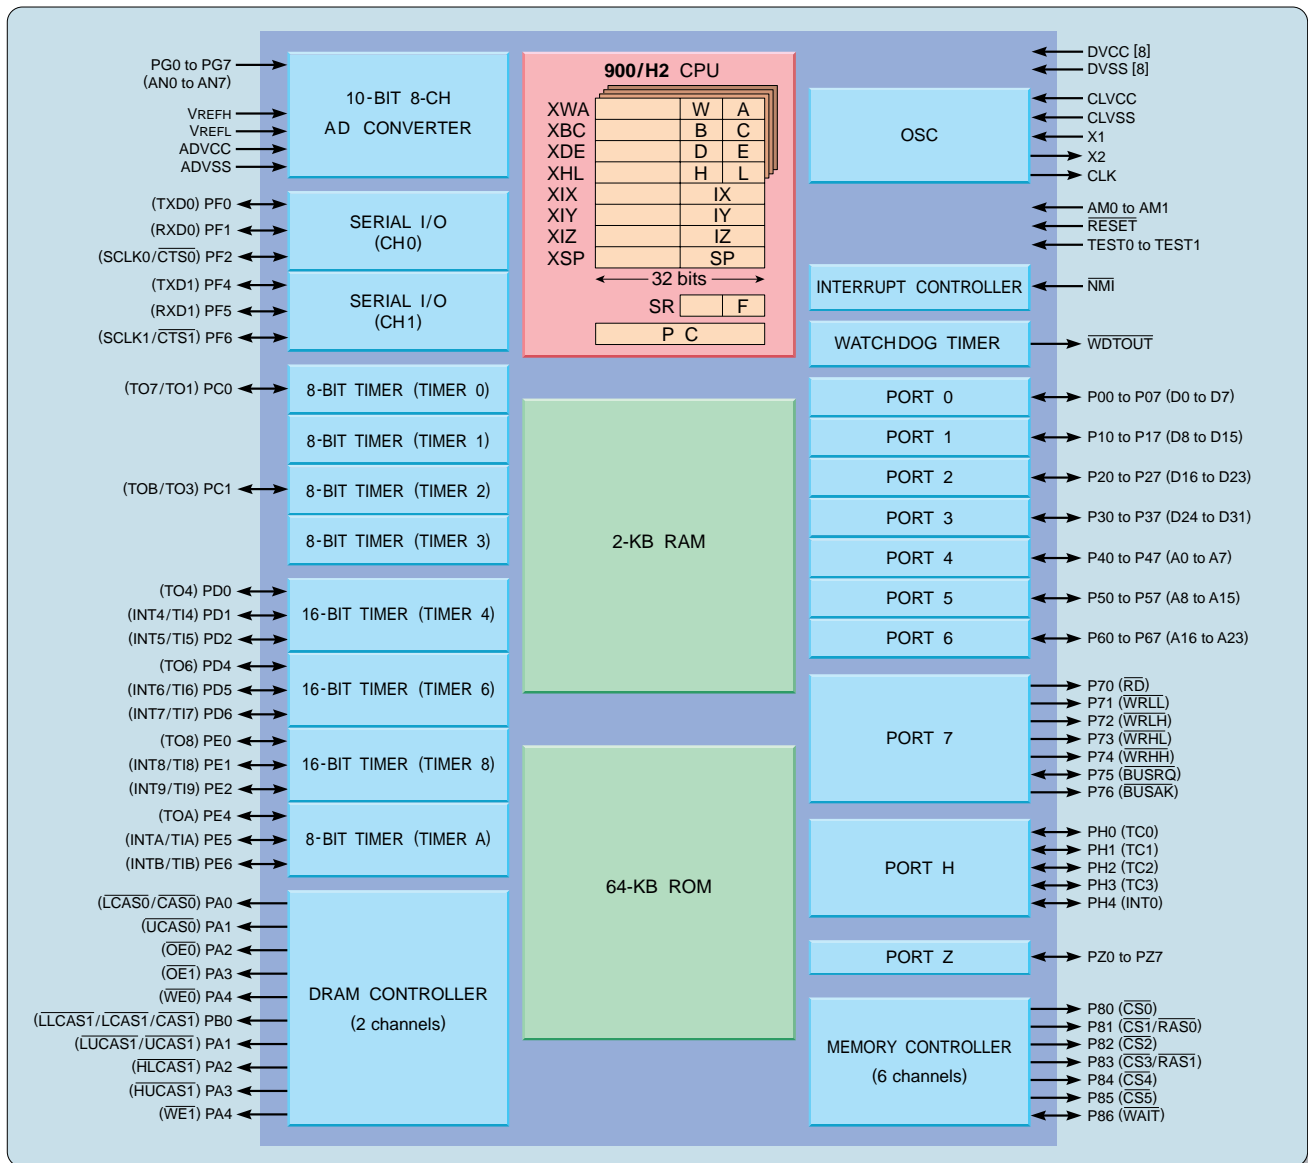 PG0 to PG7
(AN0 to AN7)
VREFH
VREFL
ADVCC
ADVSS
10-BIT 8-CH
AD CONVERTER
(TXD0) PF0
(RXD0) PF1
(SCLK0/CTS0) PF2
SERIAL I/O
(CH0)
(TXD1) PF4
(RXD1) PF5
(SCLK1/CTS1) PF6
SERIAL I/O
(CH1)
(TO7/TO1) PC0
8-BIT TIMER (TIMER 0)
8-BIT TIMER (TIMER 1)
(TOB/TO3) PC1
8-BIT TIMER (TIMER 2)
8-BIT TIMER (TIMER 3)
(TO4) PD0
(INT4/TI4) PD1
(INT5/TI5) PD2
16-BIT TIMER (TIMER 4)
(TO6) PD4
(INT6/TI6) PD5
(INT7/TI7) PD6
16-BIT TIMER (TIMER 6)
(TO8) PE0
(INT8/TI8) PE1
(INT9/TI9) PE2
16-BIT TIMER (TIMER 8)
(TOA) PE4
(INTA/TIA) PE5
(INTB/TIB) PE6
8-BIT TIMER (TIMER A)
(LCAS0/CAS0) PA0
(UCAS0) PA1
(OE0) PA2
(OE1) PA3
(WE0) PA4
(LLCAS1/LCAS1/CAS1) PB0
(LUCAS1/UCAS1) PA1
(HLCAS1) PA2
(HUCAS1) PA3
(WE1) PA4
DRAM CONTROLLER
(2 channels)
900/H2 CPU
XWA W A
XBC B C
XDE D E
XHL H L
XIX IX
XIY IY
XIZ IZ
XSP SP
32 bits
SR F
P C
2-KB RAM
64-KB ROM
DVCC [8]
DVSS [8]
OSC
CLVCC
CLVSS
X1
X2
CLK
AM0 to AM1
RESET
TEST0 to TEST1
INTERRUPT CONTROLLER
NMI
WATCHDOG TIMER
WDTOUT
PORT 0
P00 to P07 (D0 to D7)
PORT 1
P10 to P17 (D8 to D15)
PORT 2
P20 to P27 (D16 to D23)
PORT 3
P30 to P37 (D24 to D31)
PORT 4
P40 to P47 (A0 to A7)
PORT 5
P50 to P57 (A8 to A15)
PORT 6
P60 to P67 (A16 to A23)
PORT 7
P70 (RD)
P71 (WRLL)
P72 (WRLH)
P73 (WRHL)
P74 (WRHH)
P75 (BUSRQ)
P76 (BUSAK)
PORT H
PH0 (TC0)
PH1 (TC1)
PH2 (TC2)
PH3 (TC3)
PH4 (INT0)
PORT Z
PZ0 to PZ7
MEMORY CONTROLLER
(6 channels)
P80 (CS0)
P81 (CS1/RAS0)
P82 (CS2)
P83 (CS3/RAS1)
P84 (CS4)
P85 (CS5)
P86 (WAIT)